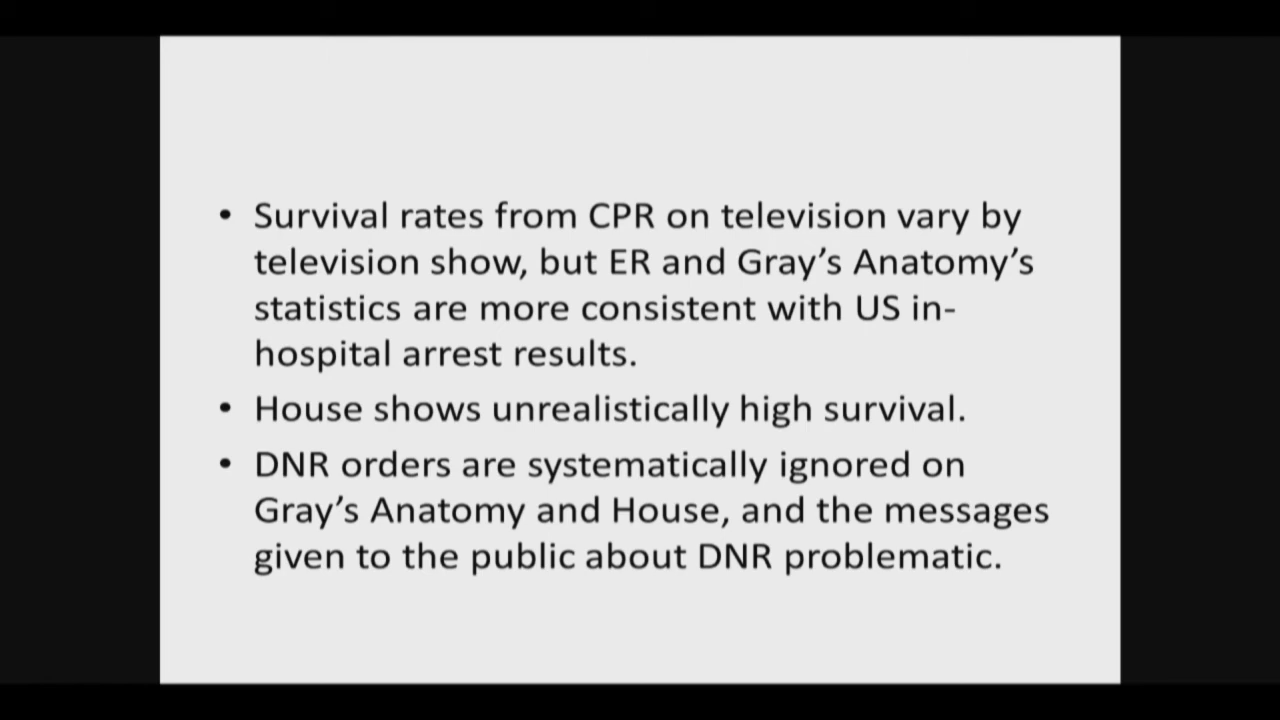 • Survival rates from CPR on television vary by
television show, but ER and Gray’s Anatomy’s
statistics are more consistent with US in-
hospital arrest results.
• House shows unrealistically high survival.
• DNR orders are systematically ignored on
Gray’s Anatomy and House, and the messages
given to the public about DNR problematic.